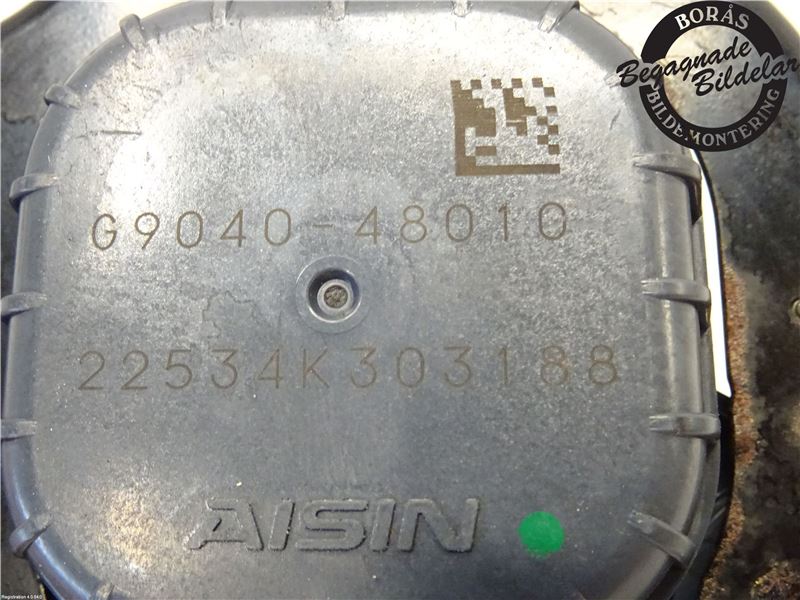 BORÅS
Begagnade
Bildelar
BILDEMONTERING
G9040-48010
22534K303188
AISIN